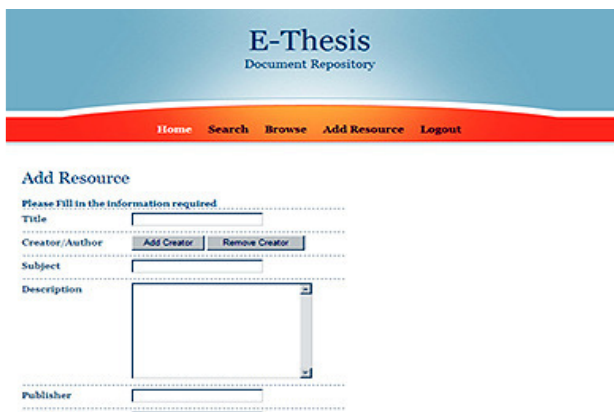 E-Thesis
Document Repository
Home Search Browse Add Resource Logout
Add Resource
Please Fill in the information required
Title
Creator/Author Add Creator Remove Creator
Subject
Description
Publisher